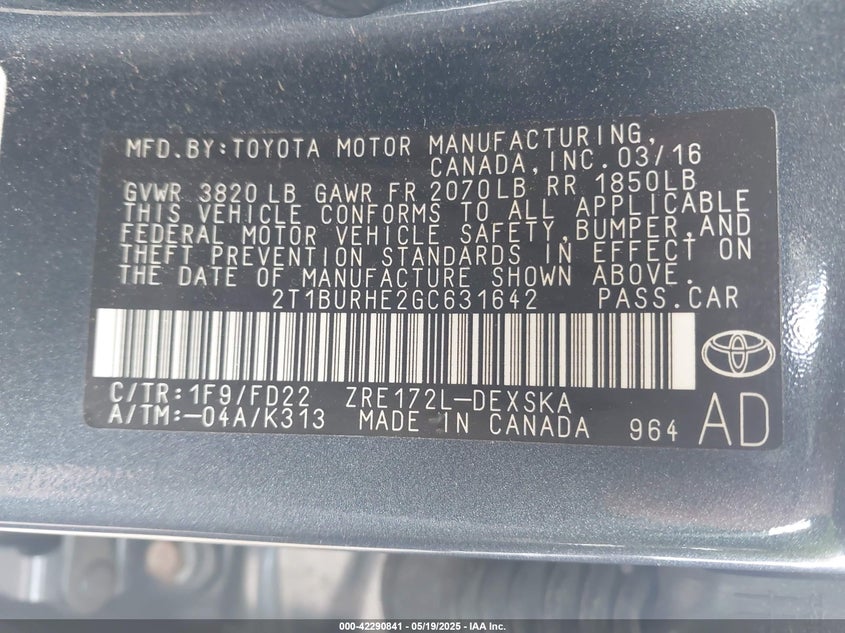 MFD.BY:TOYOTA MOTOR MANUFACTURING,
CANADA,INC.03/16
GVWR 3820LB GAWR FR 2070LB RR 1850LB
THIS VEHICLE CONFORMS TO ALL APPLICABLE
FEDERAL MOTOR VEHICLE SAFETY,BUMPER,AND
THEFT PREVENTION STANDARDS IN EFFECT ON
THE DATE OF MANUFACTURE SHOWN ABOVE.
2T1BURHE2GC631642 PASS.CAR
C/TR:1F9/FD22 ZRE172L-DEXSKA
A/TM:-04A/K313 MADE IN CANADA 964 AD
000-42290841 - 05/19/2025 - IAA Inc.